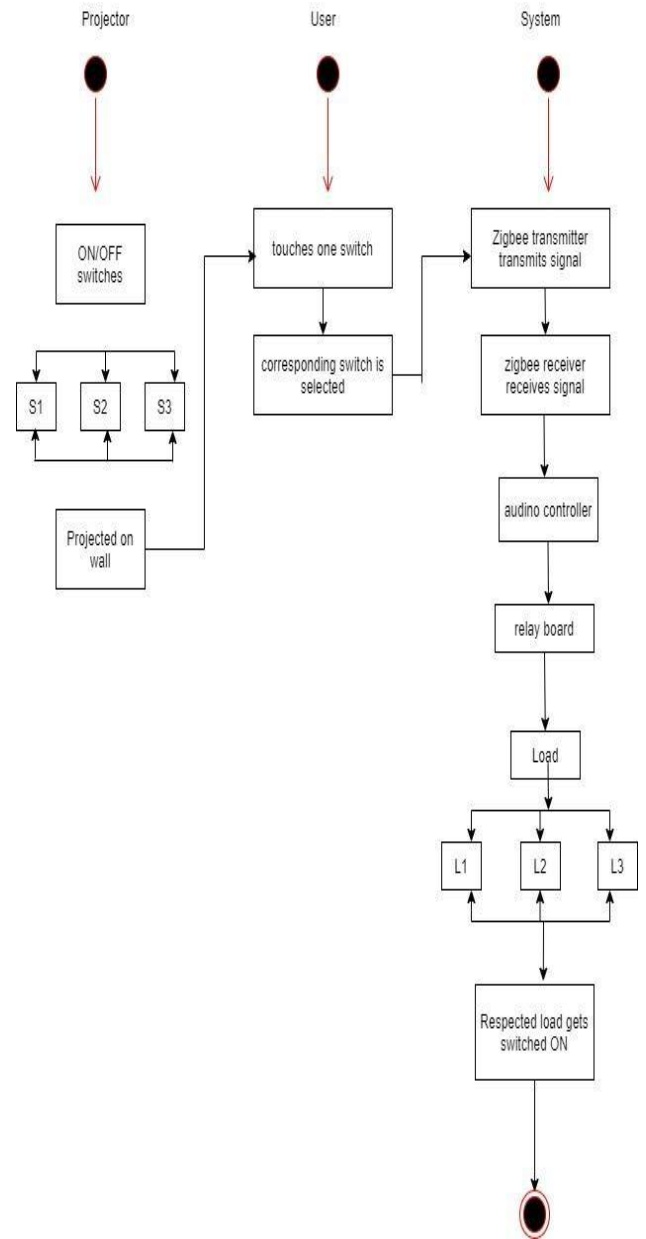 Projector
User
System
ON/OFF
switches
S1
S2
S3
Projected on
wall
touches one switch
corresponding switch is
selected
Zigbee transmitter
transmits signal
zigbee receiver
receives signal
audino controller
relay board
Load
L1
L2
L3
Respected load gets
switched ON